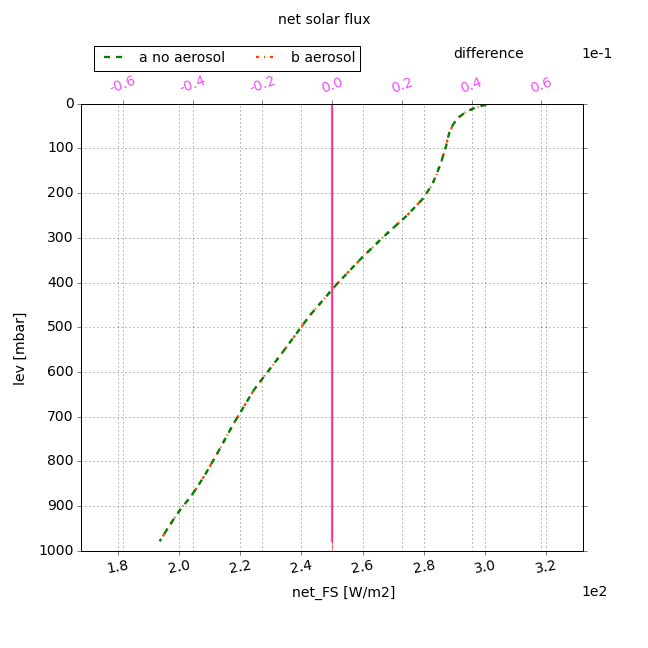 net solar flux
a no aerosol b aerosol difference 1e-1
-0.6 -0.4 -0.2 0.0 0.2 0.4 0.6
0
100
200
300
400
500
600
700
800
900
1000
lev [mbar]
1.8 2.0 2.2 2.4 2.6 2.8 3.0 3.2
net_FS [W/m2] 1e2